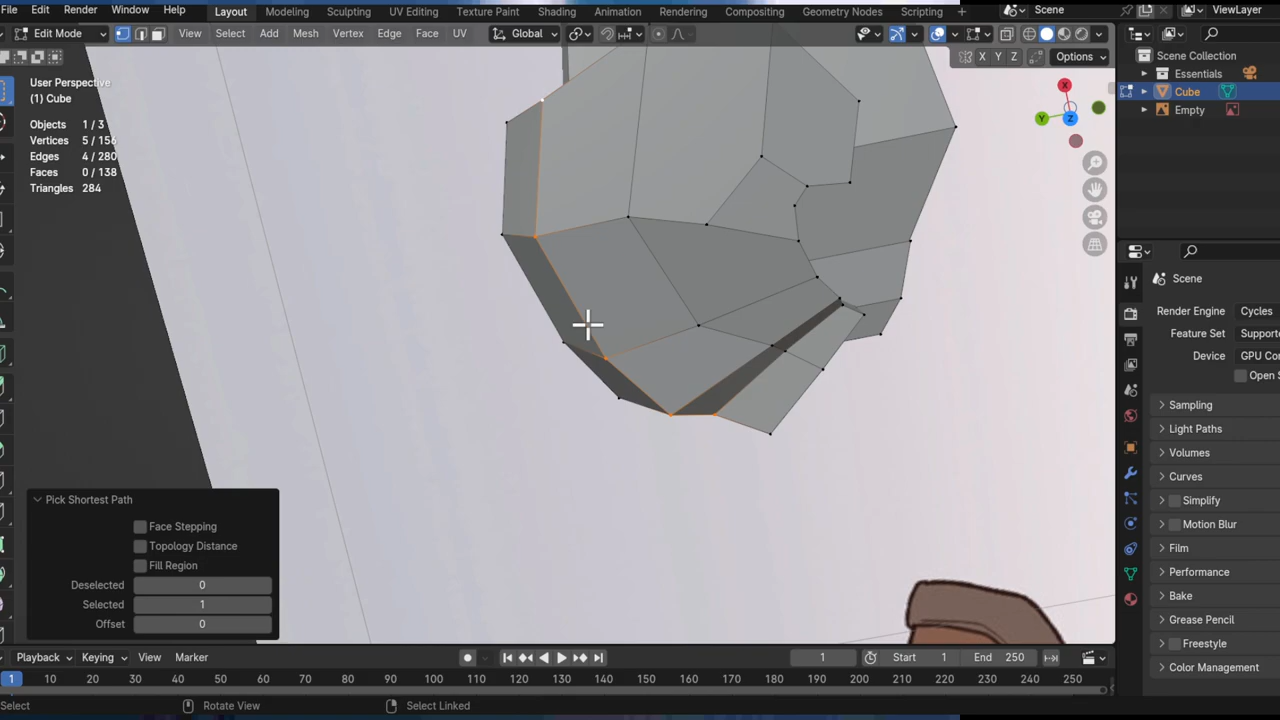 File Edit Render Window Help Layout Modeling Sculpting UV Editing Texture Paint Shading Animation Rendering Compositing Geometry Nodes Scripting + Scene ViewLayer
Edit Mode View Select Add Mesh Vertex Edge Face UV Global
X Y Z Options
User Perspective
(1) Cube
Objects 1 / 3
Vertices 5 / 156
Edges 4 / 280
Faces 0 / 138
Triangles 284
X
Y
Z
Pick Shortest Path
Face Stepping
Topology Distance
Fill Region
Deselected 0
Selected 1
Offset 0
Scene Collection
Essentials
Cube
Empty
Scene
Render Engine Cycles
Feature Set
Device
Sampling
Light Paths
Volumes
Curves
Simplify
Motion Blur
Film
Performance
Bake
Grease Pencil
Freestyle
Color Management
Playback Keying View Marker 1 Start 1 End 250
1 10 20 30 40 50 60 70 80 90 100 110 120 130 140 150 160 170 180 190 200 210 220 230 240 250
Select Rotate View Select Linked